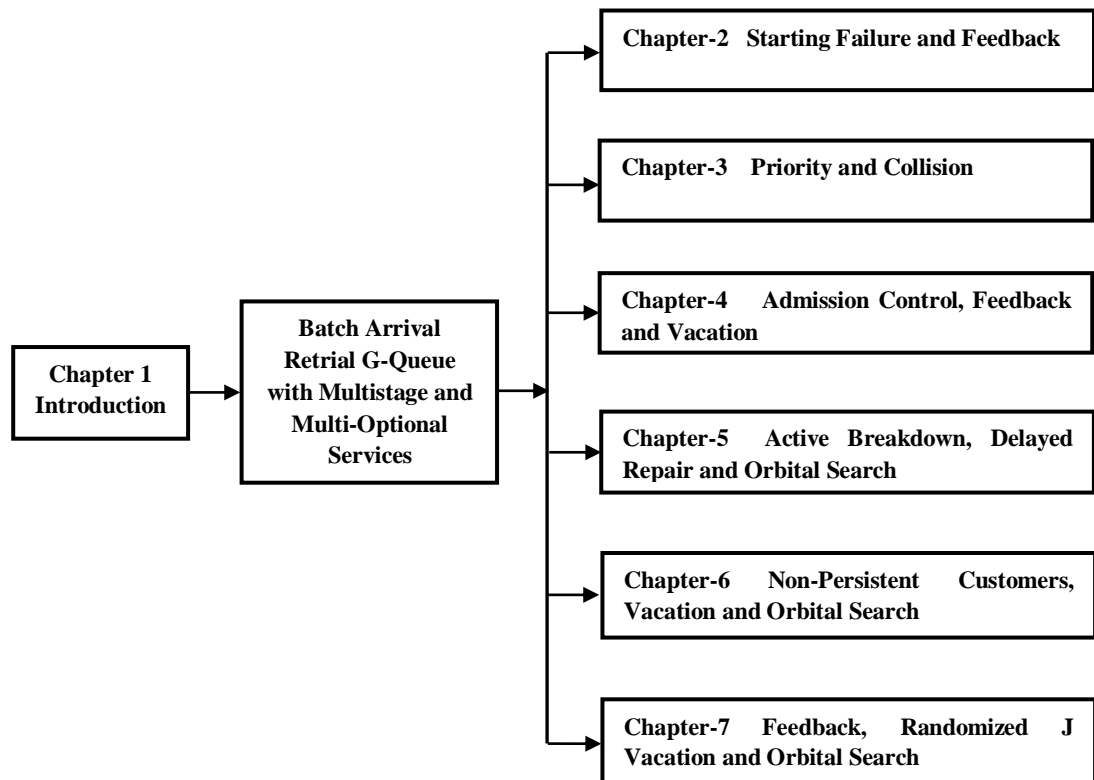 Chapter 1
Introduction
Batch Arrival
Retrial G-Queue
with Multistage and
Multi-Optional
Services
Chapter-2 Starting Failure and Feedback
Chapter-3 Priority and Collision
Chapter-4 Admission Control, Feedback
and Vacation
Chapter-5 Active Breakdown, Delayed
Repair and Orbital Search
Chapter-6 Non-Persistent Customers,
Vacation and Orbital Search
Chapter-7 Feedback, Randomized J
Vacation and Orbital Search